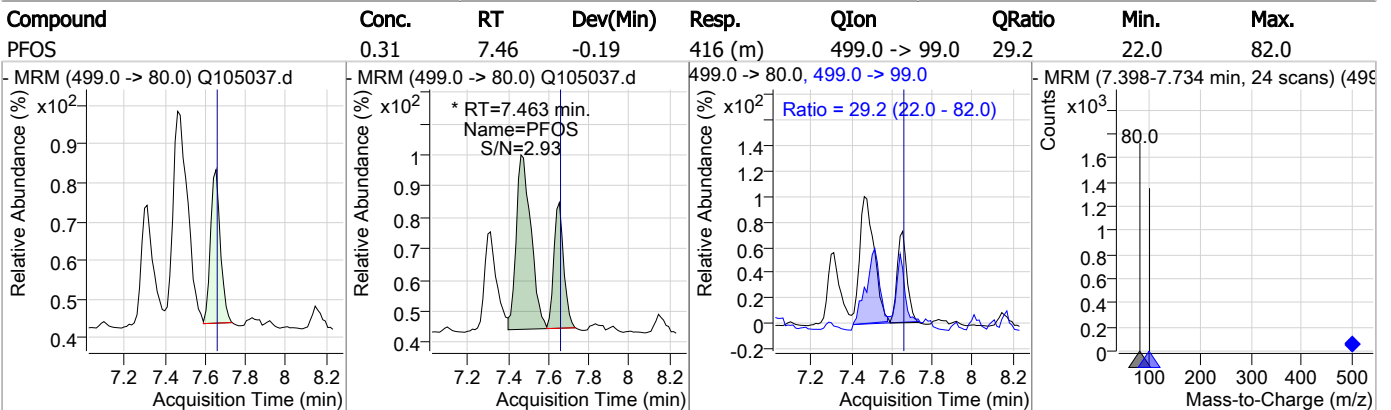 Compound Conc. RT Dev(Min) Resp. QIon QRatio Min. Max.
PFOS 0.31 7.46 -0.19 416 (m) 499.0 -> 99.0 29.2 22.0 82.0
- MRM (499.0 -> 80.0) Q105037.d
x10²
Relative Abundance (%)
0.9
0.8
0.7
0.6
0.5
0.4
7.2 7.4 7.6 7.8 8 8.2
Acquisition Time (min)
- MRM (499.0 -> 80.0) Q105037.d
x10²
* RT=7.463 min.
Name=PFOS
S/N=2.93
Relative Abundance (%)
1
0.9
0.8
0.7
0.6
0.5
0.4
7.2 7.4 7.6 7.8 8 8.2
Acquisition Time (min)
499.0 -> 80.0, 499.0 -> 99.0
x10²
Ratio = 29.2 (22.0 - 82.0)
Relative Abundance (%)
1.4
1.2
1
0.8
0.6
0.4
0.2
0
-0.2
7.2 7.4 7.6 7.8 8 8.2
Acquisition Time (min)
- MRM (7.398-7.734 min, 24 scans) (499
x10³
Counts
80.0
1.6
1.4
1.2
1
0.8
0.6
0.4
0.2
0
100 200 300 400 500
Mass-to-Charge (m/z)